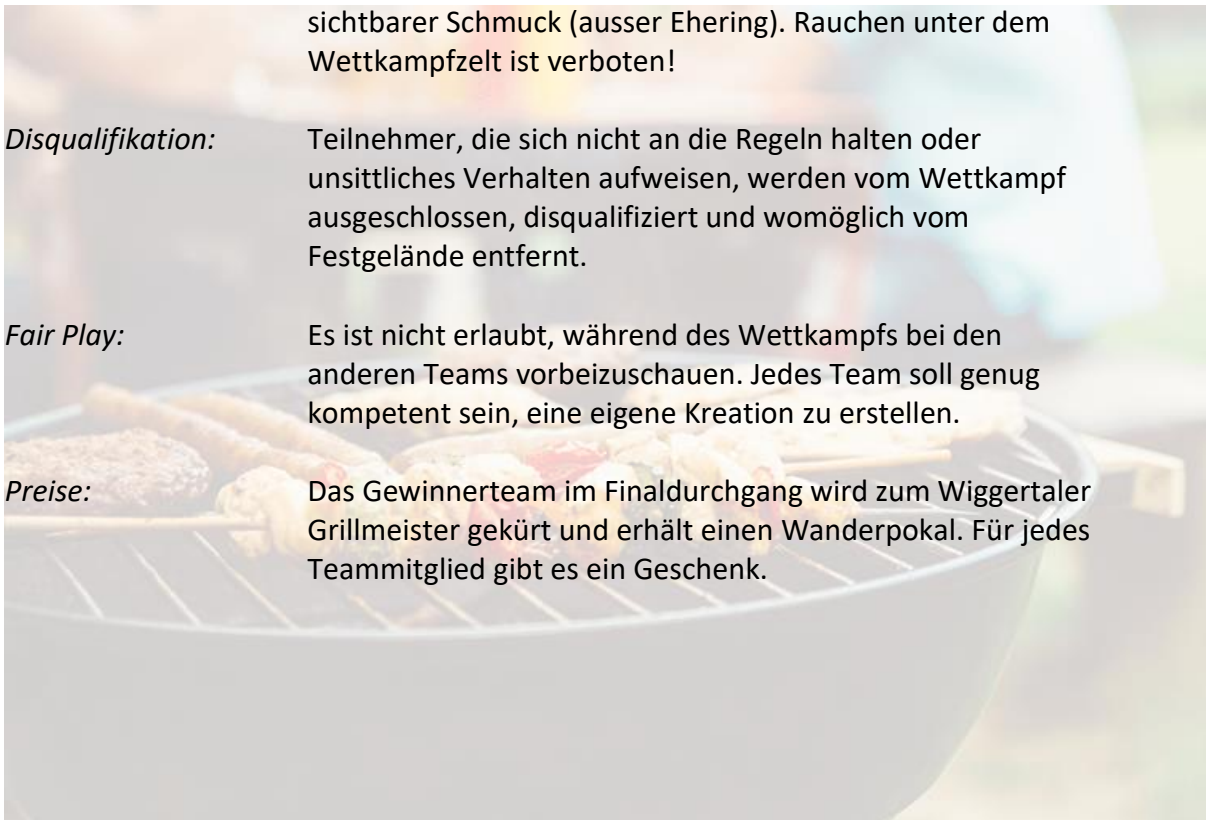 sichtbarer Schmuck (ausser Ehering). Rauchen unter dem
Wettkampfzelt ist verboten!
Disqualifikation: Teilnehmer, die sich nicht an die Regeln halten oder
unsittliches Verhalten aufweisen, werden vom Wettkampf
ausgeschlossen, disqualifiziert und womöglich vom
Festgelände entfernt.
Fair Play: Es ist nicht erlaubt, während des Wettkampfs bei den
anderen Teams vorbeizuschauen. Jedes Team soll genug
kompetent sein, eine eigene Kreation zu erstellen.
Preise: Das Gewinnerteam im Finaldurchgang wird zum Wiggertaler
Grillmeister gekürt und erhält einen Wanderpokal. Für jedes
Teammitglied gibt es ein Geschenk.